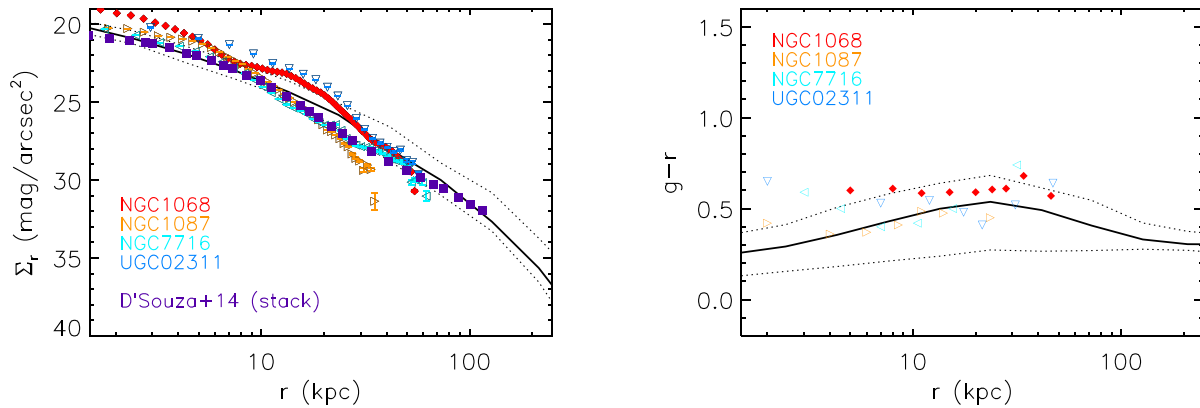 20
25
30
35
40
Σr (mag/arcsec²)
NGC1068
NGC1087
NGC7716
UGC02311
D'Souza+14 (stack)
10
100
r (kpc)
1.5
1.0
0.5
0.0
g−r
NGC1068
NGC1087
NGC7716
UGC02311
10
100
r (kpc)